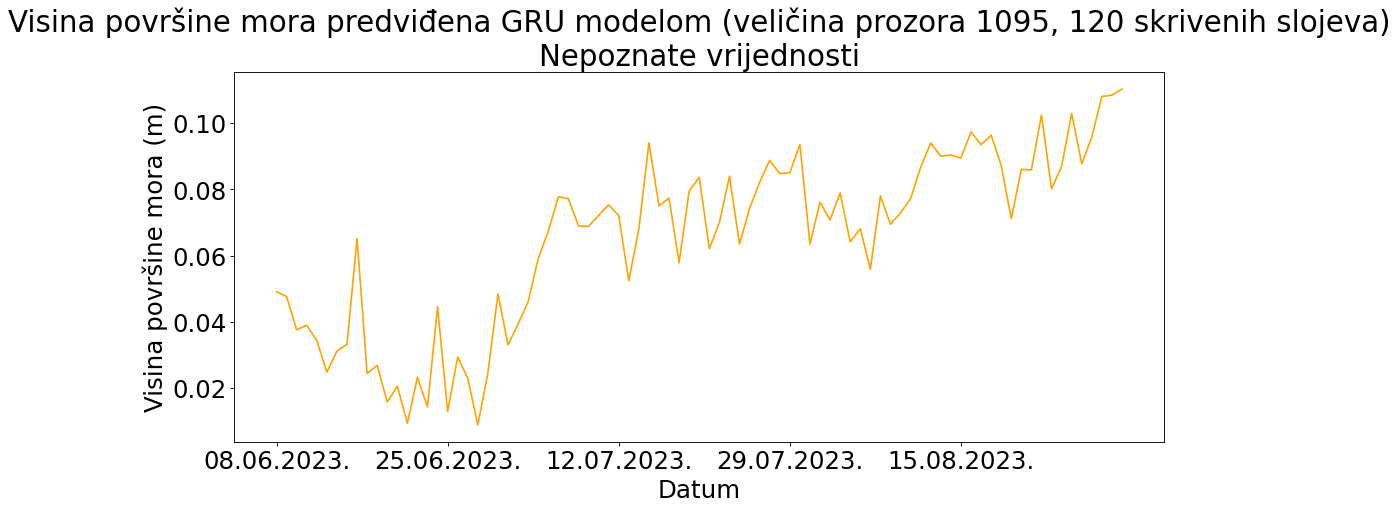 Visina površine mora predviđena GRU modelom (veličina prozora 1095, 120 skrivenih slojeva)
Nepoznate vrijednosti
Visina površine mora (m)
0.10
0.08
0.06
0.04
0.02
08.06.2023. 25.06.2023. 12.07.2023. 29.07.2023. 15.08.2023.
Datum